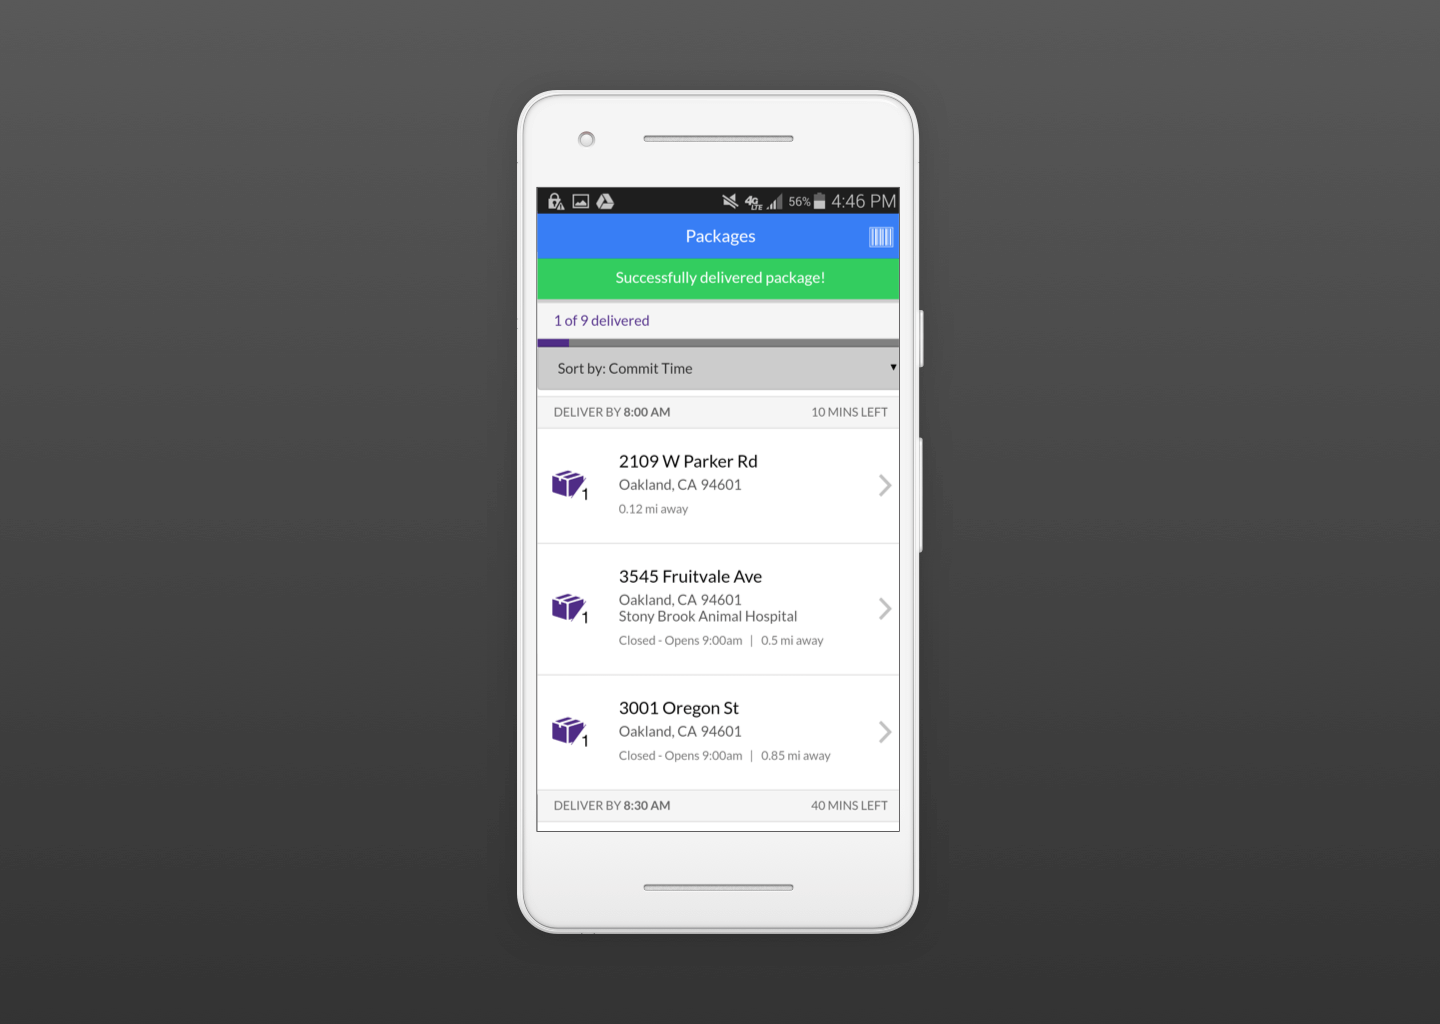 4G LTE 56% 4:46 PM
Packages
Successfully delivered package!
1 of 9 delivered
Sort by: Commit Time
DELIVER BY 8:00 AM 10 MINS LEFT
2109 W Parker Rd
Oakland, CA 94601
1
0.12 mi away
3545 Fruitvale Ave
Oakland, CA 94601
1
Stony Brook Animal Hospital
Closed - Opens 9:00am | 0.5 mi away
3001 Oregon St
Oakland, CA 94601
1
Closed - Opens 9:00am | 0.85 mi away
DELIVER BY 8:30 AM 40 MINS LEFT